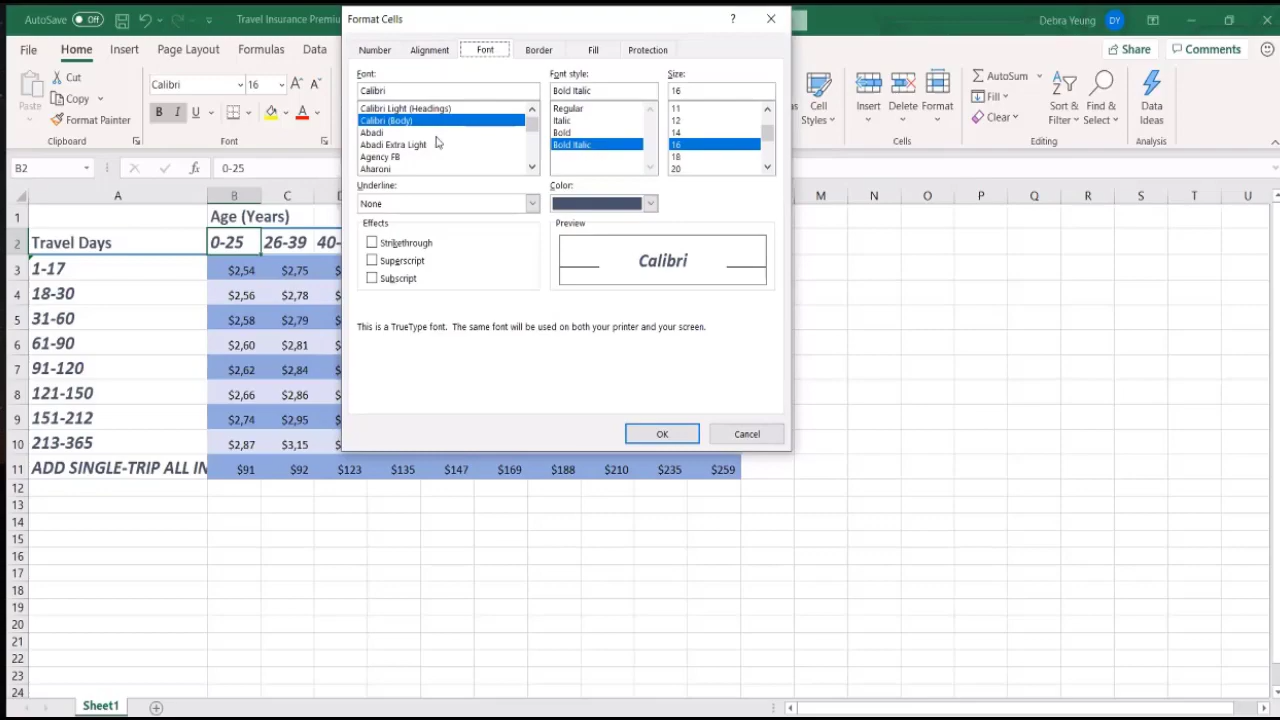 AutoSave Off Travel Insurance Premiu Debra Yeung DY
File Home Insert Page Layout Formulas Data Share Comments
Cut
Copy
Format Painter
Paste
Clipboard
Calibri 16
B I U
Font
Cell Styles
Insert Delete Format
Cells
AutoSum
Fill
Clear
Sort & Filter
Find & Select
Editing
Data Ideas
Analysis
B2 fx 0-25
Format Cells ?
Number Alignment Font Border Fill Protection
Font: Font style: Size:
Calibri Bold Italic 16
Calibri Light (Headings) Regular 11
Calibri (Body) Italic 12
Abadi Bold 14
Abadi Extra Light Bold Italic 16
Agency FB 18
Aharoni 20
Underline: Color:
None
Effects Preview
Strikethrough
Superscript
Subscript
Calibri
This is a TrueType font. The same font will be used on both your printer and your screen.
OK Cancel
A B C D M N O P Q R S T U
1 Age (Years)
2 Travel Days 0-25 26-39 40-
3 1-17 $2,54 $2,75
4 18-30 $2,56 $2,78
5 31-60 $2,58 $2,79
6 61-90 $2,60 $2,81
7 91-120 $2,62 $2,84
8 121-150 $2,66 $2,86
9 151-212 $2,74 $2,95
10 213-365 $2,87 $3,15
11 ADD SINGLE-TRIP ALL IN $91 $92 $123 $135 $147 $169 $188 $210 $235 $259
12
13
14
15
16
17
18
19
20
21
22
23
24
Sheet1